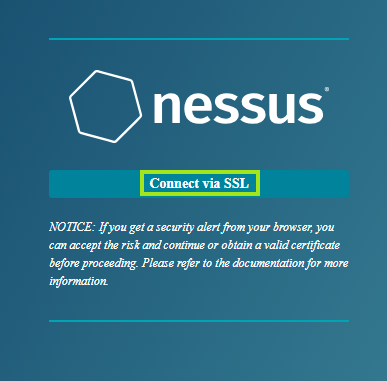 nessus®
Connect via SSL
NOTICE: If you get a security alert from your browser, you
can accept the risk and continue or obtain a valid certificate
before proceeding. Please refer to the documentation for more
information.